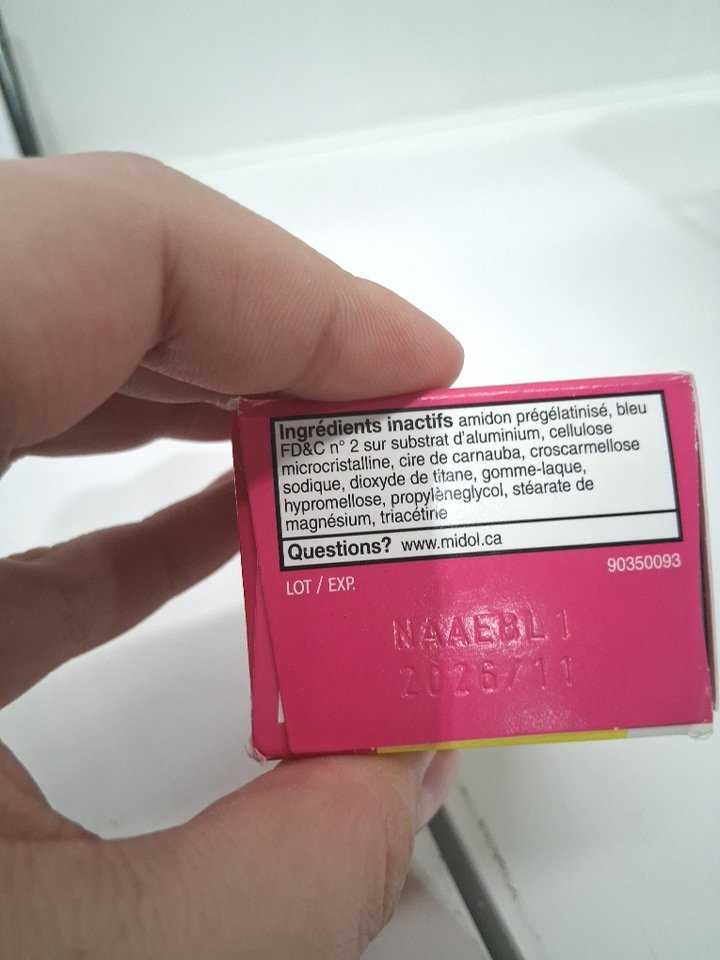 Ingrédients inactifs amidon prégélatinisé, bleu
FD&C n° 2 sur substrat d'aluminium, cellulose
microcristalline, cire de carnauba, croscarmellose
sodique, dioxyde de titane, gomme-laque,
hypromellose, propylèneglycol, stéarate de
magnésium, triacétine
Questions? www.midol.ca
90350093
LOT / EXP.
NAAEBL1
2026/11